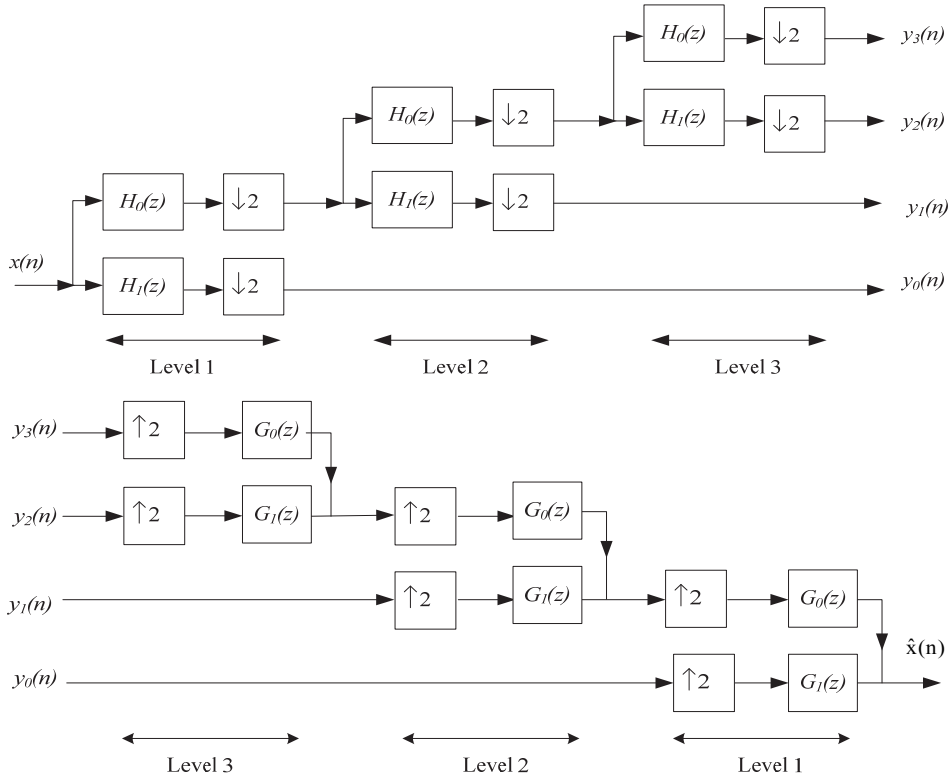 H₀(z) ↓2 y₃(n)
H₀(z) ↓2 H₁(z) ↓2 y₂(n)
H₀(z) ↓2 H₁(z) ↓2 y₁(n)
x(n) H₁(z) ↓2 y₀(n)
Level 1 Level 2 Level 3
y₃(n) ↑2 G₀(z)
y₂(n) ↑2 G₁(z) ↑2 G₀(z)
y₁(n) ↑2 G₁(z) ↑2 G₀(z)
x̂(n)
y₀(n) ↑2 G₁(z)
Level 3 Level 2 Level 1